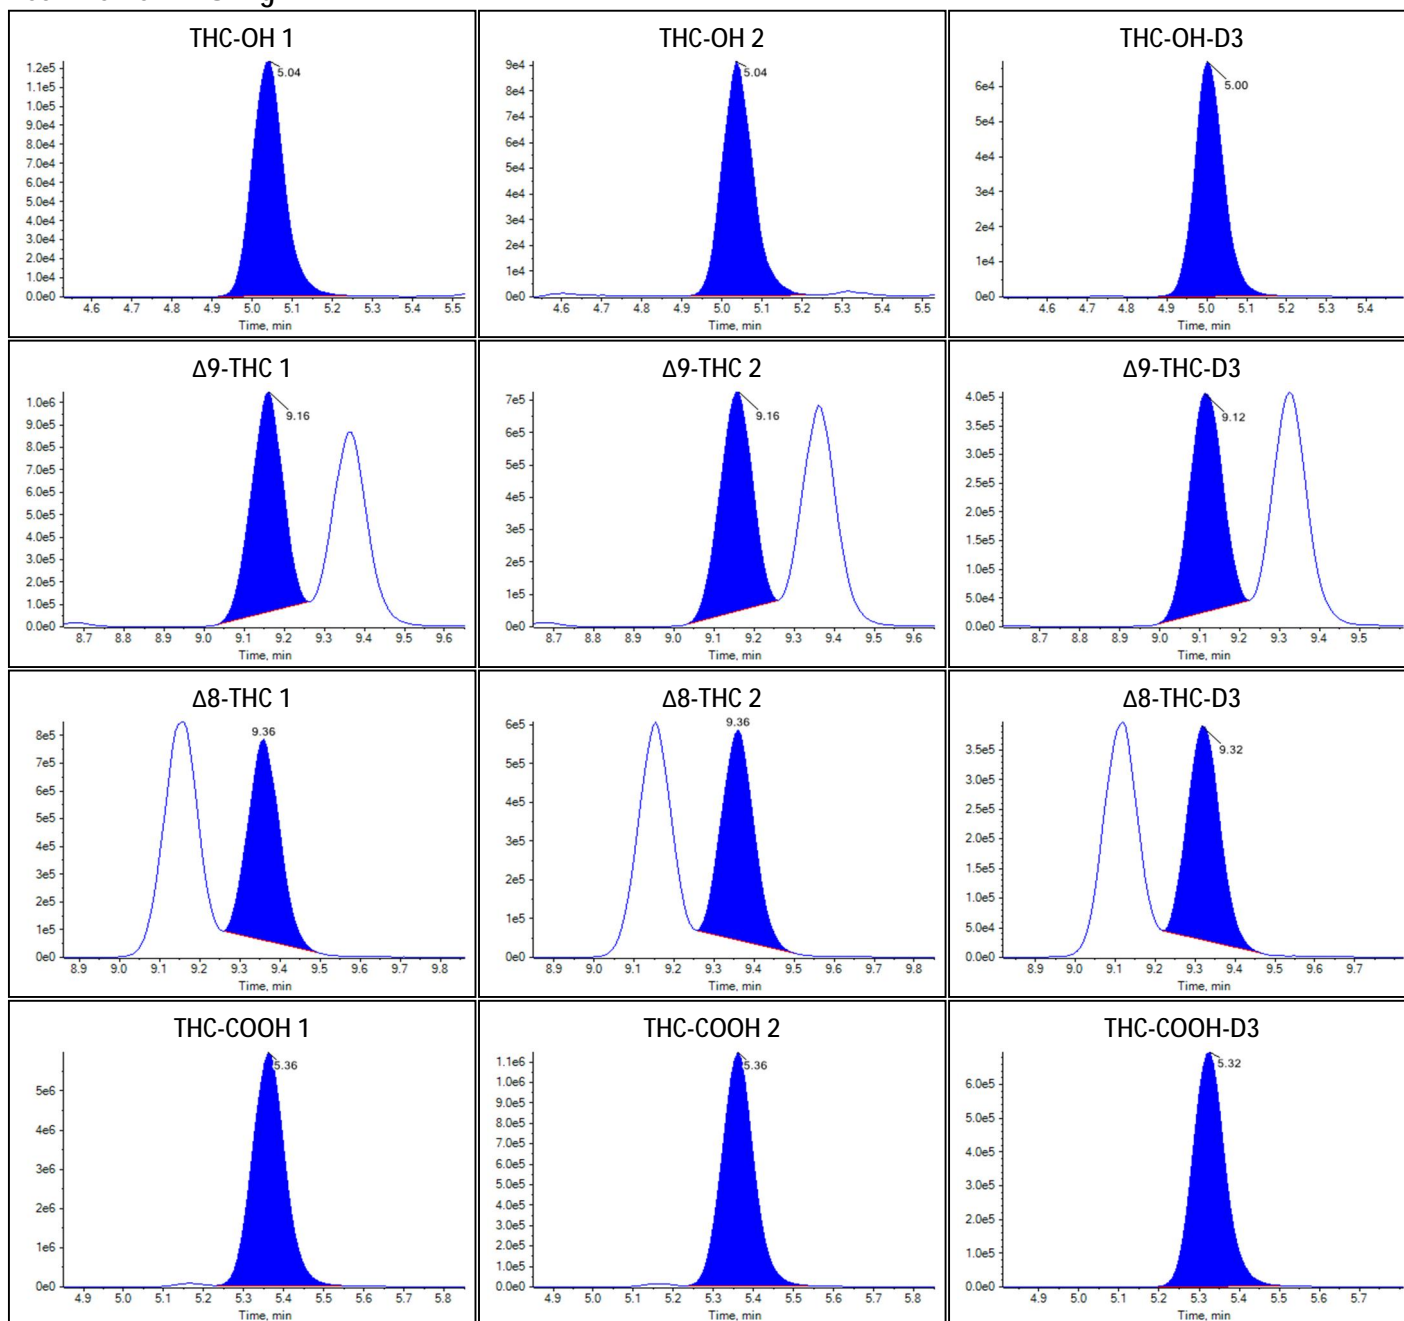 THC-OH 1
1.2e5
1.1e5
1.0e5
9.0e4
8.0e4
7.0e4
6.0e4
5.0e4
4.0e4
3.0e4
2.0e4
1.0e4
0.0e0
5.04
4.6 4.7 4.8 4.9 5.0 5.1 5.2 5.3 5.4 5.5
Time, min
THC-OH 2
9e4
8e4
7e4
6e4
5e4
4e4
3e4
2e4
1e4
0e0
5.04
4.6 4.7 4.8 4.9 5.0 5.1 5.2 5.3 5.4 5.5
Time, min
THC-OH-D3
6e4
5e4
4e4
3e4
2e4
1e4
0e0
5.00
4.6 4.7 4.8 4.9 5.0 5.1 5.2 5.3 5.4
Time, min
Δ9-THC 1
1.0e6
9.0e5
8.0e5
7.0e5
6.0e5
5.0e5
4.0e5
3.0e5
2.0e5
1.0e5
0.0e0
9.16
8.7 8.8 8.9 9.0 9.1 9.2 9.3 9.4 9.5 9.6
Time, min
Δ9-THC 2
7e5
6e5
5e5
4e5
3e5
2e5
1e5
0e0
9.16
8.7 8.8 8.9 9.0 9.1 9.2 9.3 9.4 9.5 9.6
Time, min
Δ9-THC-D3
4.0e5
3.5e5
3.0e5
2.5e5
2.0e5
1.5e5
1.0e5
5.0e4
0.0e0
9.12
8.7 8.8 8.9 9.0 9.1 9.2 9.3 9.4 9.5
Time, min
Δ8-THC 1
8e5
7e5
6e5
5e5
4e5
3e5
2e5
1e5
0e0
9.36
8.9 9.0 9.1 9.2 9.3 9.4 9.5 9.6 9.7 9.8
Time, min
Δ8-THC 2
6e5
5e5
4e5
3e5
2e5
1e5
0e0
9.36
8.9 9.0 9.1 9.2 9.3 9.4 9.5 9.6 9.7 9.8
Time, min
Δ8-THC-D3
3.5e5
3.0e5
2.5e5
2.0e5
1.5e5
1.0e5
5.0e4
0.0e0
9.32
8.9 9.0 9.1 9.2 9.3 9.4 9.5 9.6 9.7
Time, min
THC-COOH 1
5e6
4e6
3e6
2e6
1e6
0e0
5.36
4.9 5.0 5.1 5.2 5.3 5.4 5.5 5.6 5.7 5.8
Time, min
THC-COOH 2
1.1e6
1.0e6
9.0e5
8.0e5
7.0e5
6.0e5
5.0e5
4.0e5
3.0e5
2.0e5
1.0e5
0.0e0
5.36
4.9 5.0 5.1 5.2 5.3 5.4 5.5 5.6 5.7 5.8
Time, min
THC-COOH-D3
6.0e5
5.0e5
4.0e5
3.0e5
2.0e5
1.0e5
0.0e0
5.32
4.9 5.0 5.1 5.2 5.3 5.4 5.5 5.6 5.7
Time, min